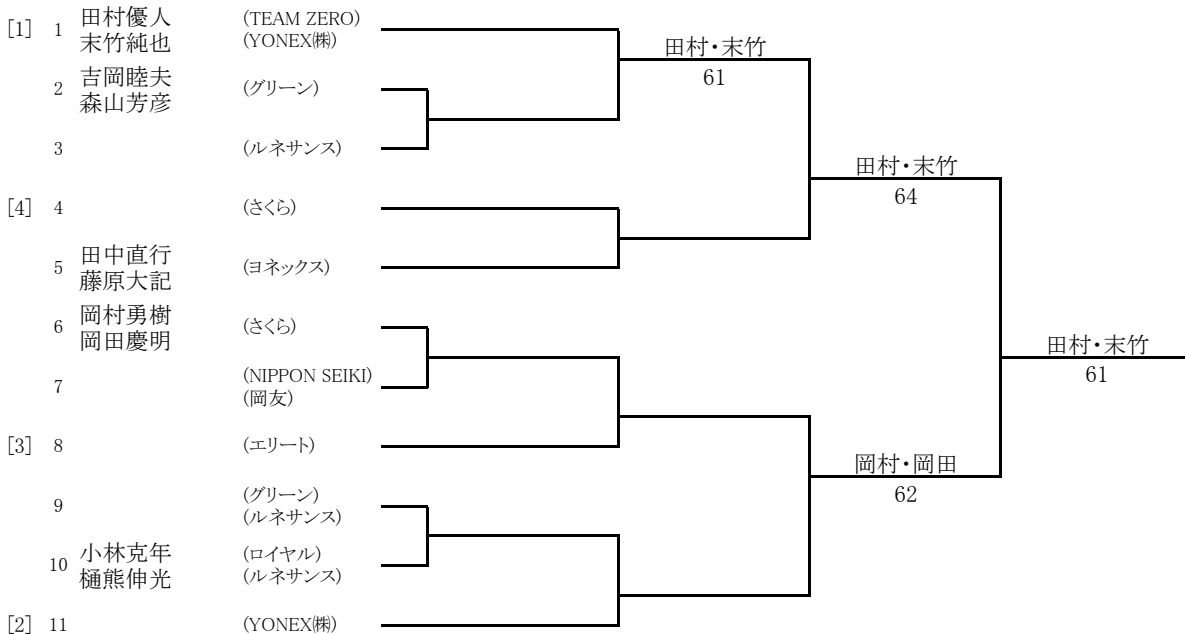 [1] 1 田村優人 (TEAM ZERO)
末竹純也 (YONEX㈱)
田村・末竹
61
2 吉岡睦夫 (グリーン)
森山芳彦
3 (ルネサンス)
田村・末竹
64
[4] 4 (さくら)
5 田中直行 (ヨネックス)
藤原大記
6 岡村勇樹 (さくら)
岡田慶明
田村・末竹
61
7 (NIPPON SEIKI)
(岡友)
[3] 8 (エリート)
岡村・岡田
62
9 (グリーン)
(ルネサンス)
10 小林克年 (ロイヤル)
樋熊伸光 (ルネサンス)
[2] 11 (YONEX㈱)